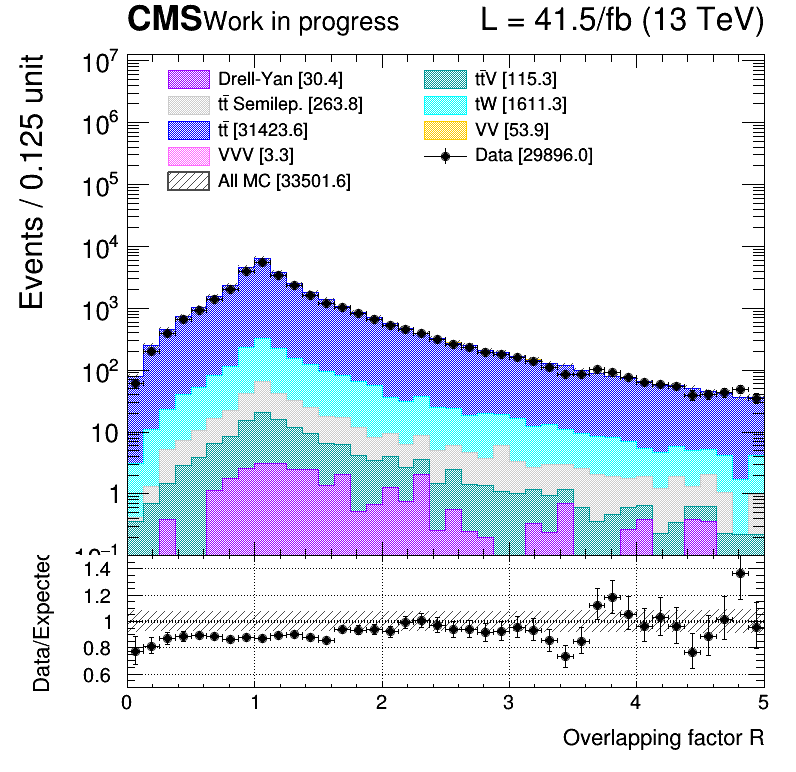 CMS Work in progress L = 41.5/fb (13 TeV)
Drell-Yan [30.4]
tt̄ Semilep. [263.8]
tt̄ [31423.6]
VVV [3.3]
All MC [33501.6]
tt̄V [115.3]
tW [1611.3]
VV [53.9]
Data [29896.0]
Events / 0.125 unit
10⁷
10⁶
10⁵
10⁴
10³
10²
10
1
10⁻¹
Data/Expected
1.4
1.2
1
0.8
0.6
0 1 2 3 4 5
Overlapping factor R